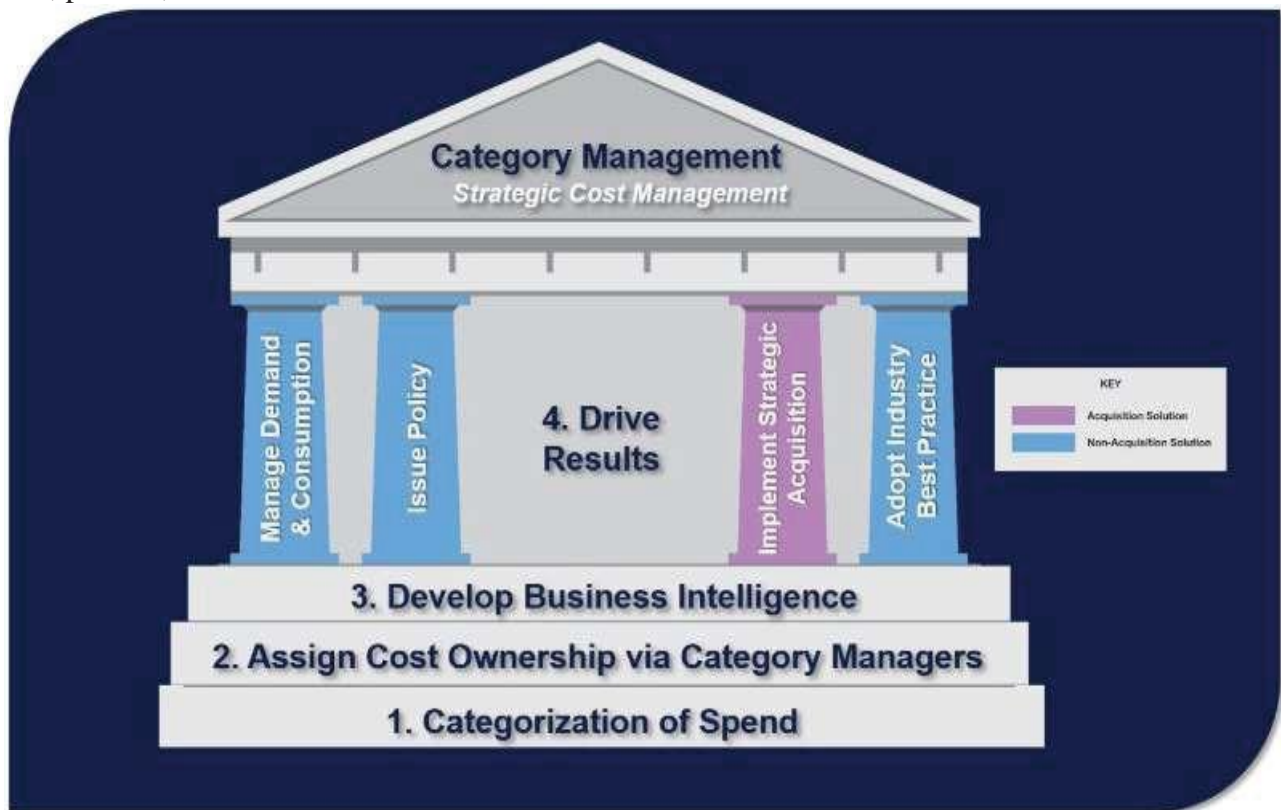 Category Management
Strategic Cost Management
Manage Demand
& Consumption
Issue Policy
4. Drive
Results
Implement Strategic
Acquisition
Adopt Industry
Best Practice
KEY
Acquisition Solution
Non-Acquisition Solution
3. Develop Business Intelligence
2. Assign Cost Ownership via Category Managers
1. Categorization of Spend